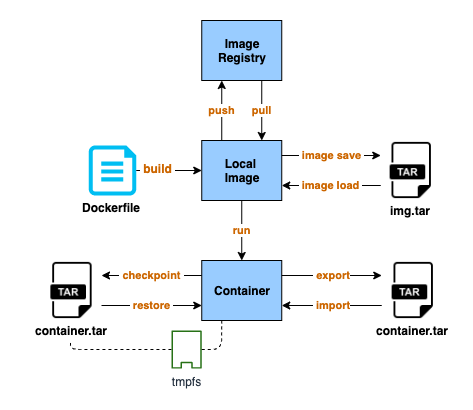 Image
Registry
push
pull
build
Local
Image
image save
image load
TAR
Dockerfile
img.tar
run
checkpoint
restore
Container
export
import
TAR
TAR
container.tar
container.tar
tmpfs